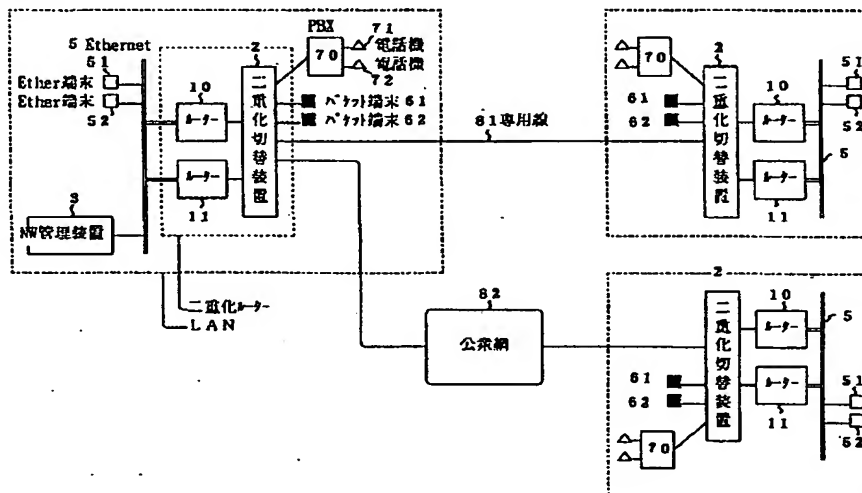 5 Ethernet
51
Ether端末
Ether端末
52
10
ルーター
ルーター
11
3
NW管理装置
2
二重化切替装置
PBX
70
71
電話機
電話機
72
パケット端末 61
パケット端末 62
81専用線
二重化ルーター
LAN
82
公衆網
70
61
62
2
二重化切替装置
10
ルーター
ルーター
11
51
52
5
2
二重化切替装置
10
ルーター
ルーター
11
5
61
62
70
51
52